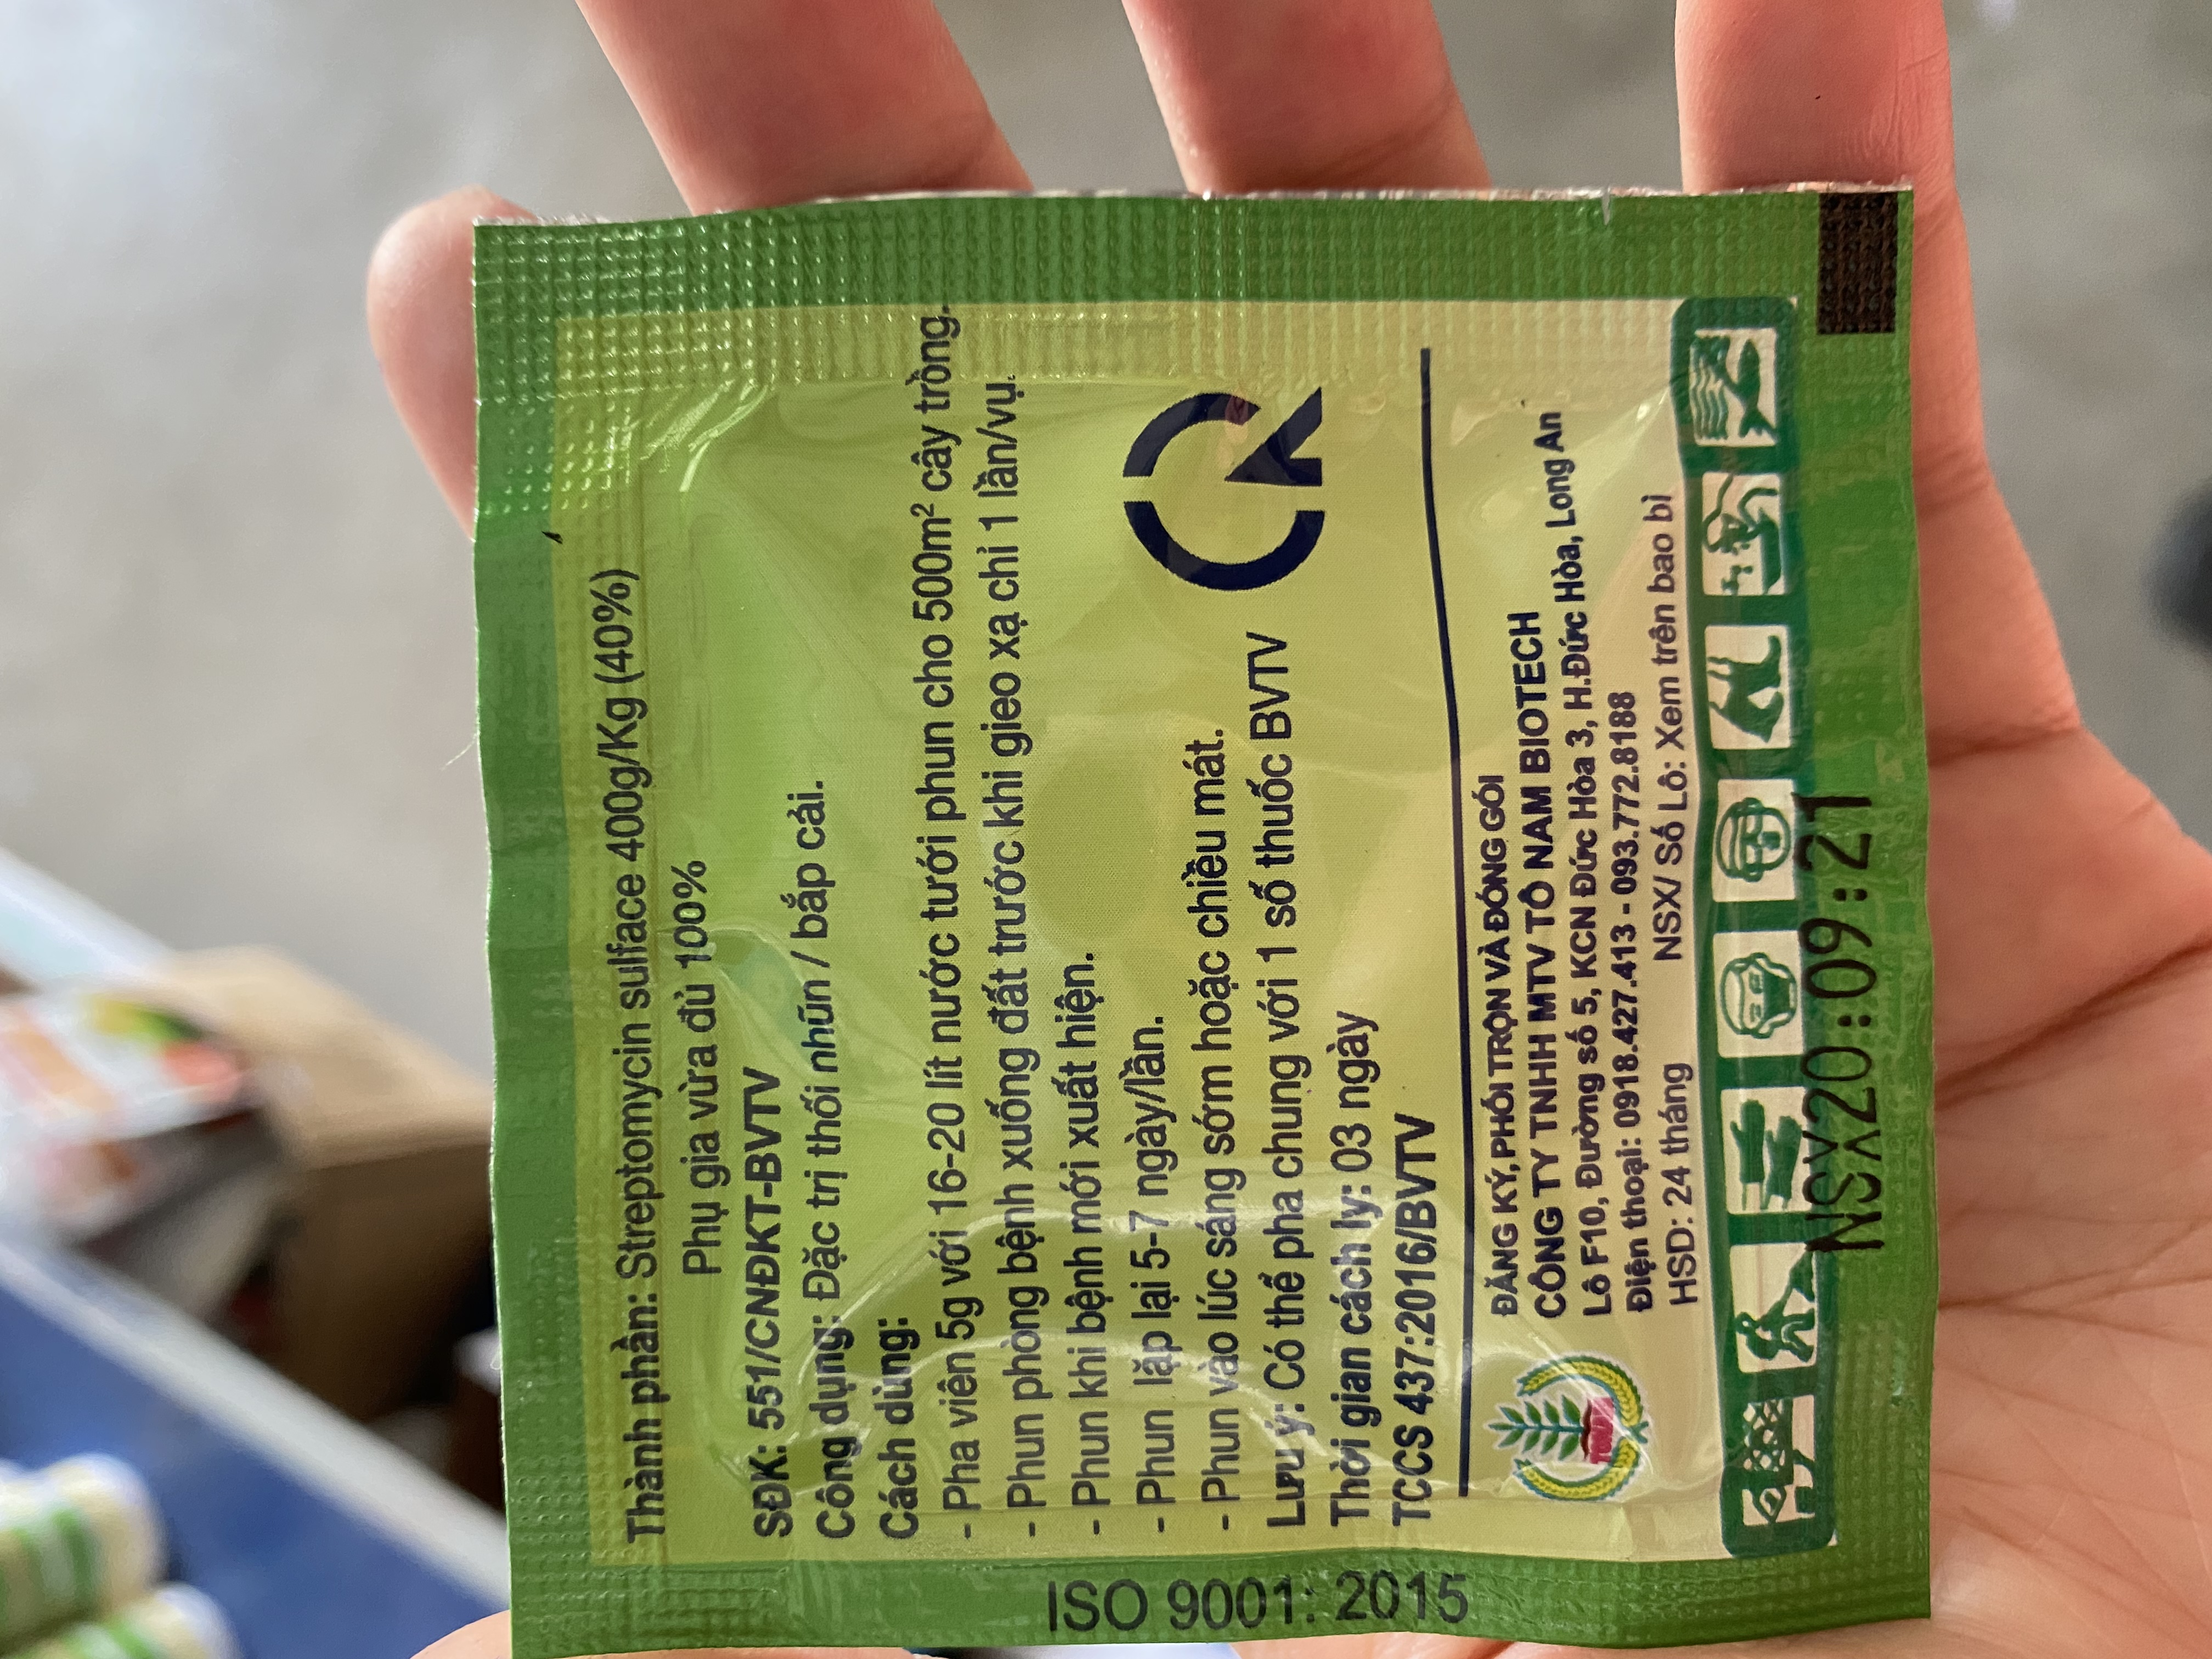 Thành phần: Streptomycin sulface 400g/Kg (40%)
Phụ gia vừa đủ 100%
SĐK: 551/CNĐKT-BVTV
Công dụng: Đặc trị thối nhũn / bắp cải.
Cách dùng:
- Pha viên 5g với 16-20 lít nước tưới phun cho 500m² cây trồng.
- Phun phòng bệnh xuống đất trước khi gieo xạ chỉ 1 lần/vụ.
- Phun khi bệnh mới xuất hiện.
- Phun lặp lại 5-7 ngày/lần.
- Phun vào lúc sáng sớm hoặc chiều mát.
Lưu ý: Có thể pha chung với 1 số thuốc BVTV
Thời gian cách ly: 03 ngày
TCCS 437:2016/BVTV
ĐĂNG KÝ, PHỐI TRỘN VÀ ĐÓNG GÓI
CÔNG TY TNHH MTV TÔ NAM BIOTECH
Lô F10, Đường số 5, KCN Đức Hòa 3, H.Đức Hòa, Long An
Điện thoại: 0918.427.413 - 093.772.8188
HSD: 24 tháng NSX/ Số Lô: Xem trên bao bì
NSX20:09:21
ISO 9001: 2015